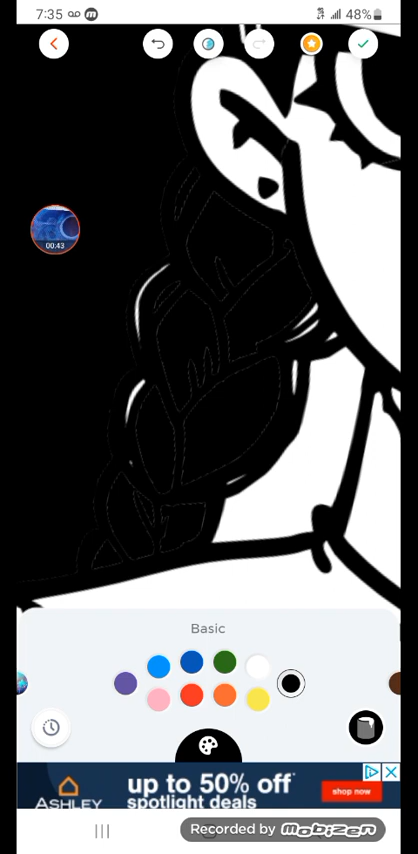 7:35
48%
00:43
Basic
up to 50% off*
ASHLEY
spotlight deals
shop now
Recorded by mobizen